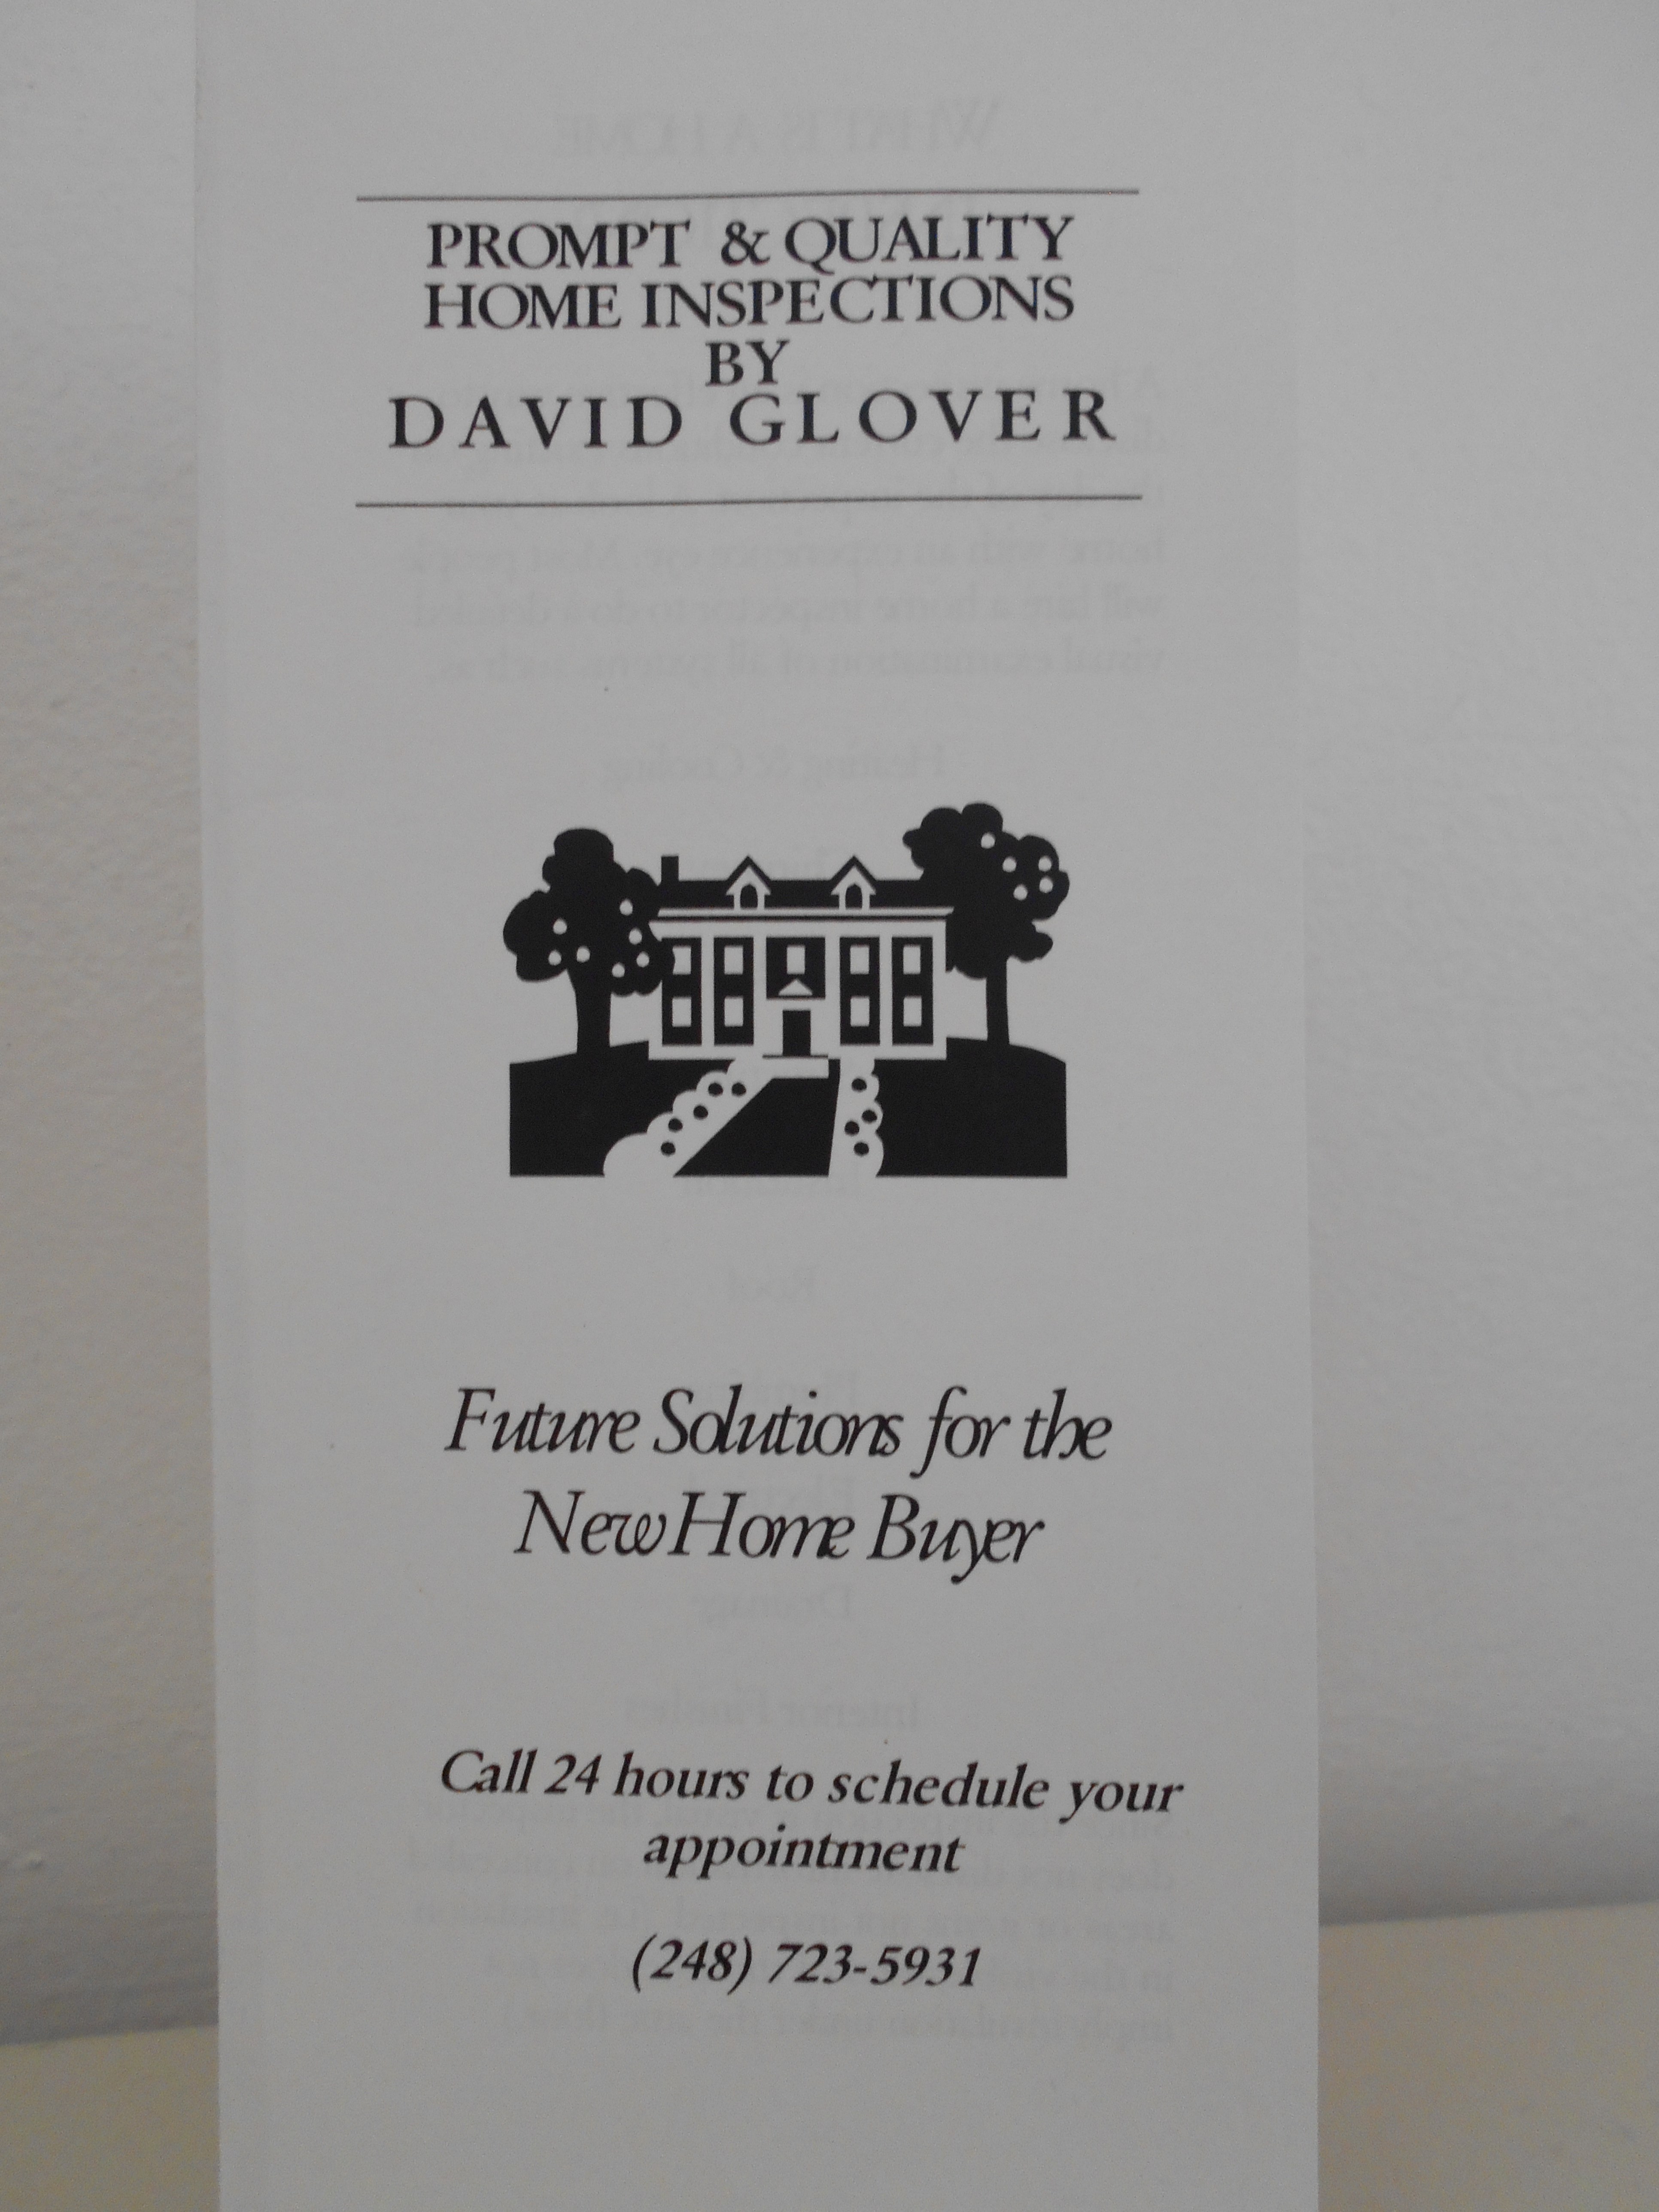 PROMPT & QUALITY
HOME INSPECTIONS
BY
DAVID GLOVER
Future Solutions for the
New Home Buyer
Call 24 hours to schedule your
appointment
(248) 723-5931